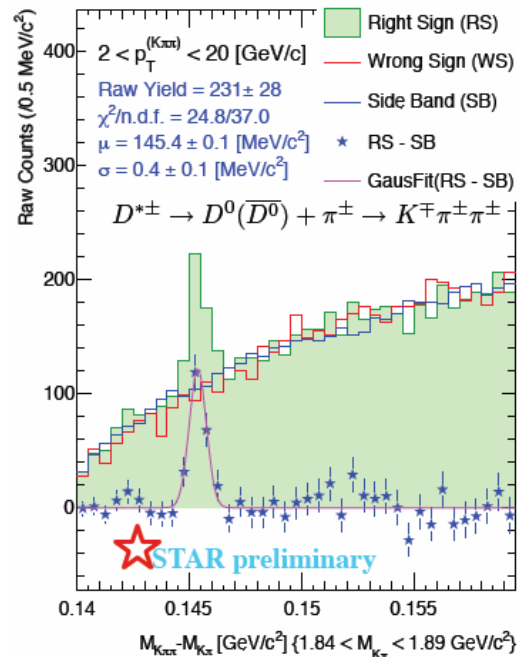 400
300
200
100
0
Raw Counts (/0.5 MeV/c²)
2 < p_T^(Kππ) < 20 [GeV/c]
Raw Yield = 231± 28
χ²/n.d.f. = 24.8/37.0
μ = 145.4 ± 0.1 [MeV/c²]
σ = 0.4 ± 0.1 [MeV/c²]
Right Sign (RS)
Wrong Sign (WS)
Side Band (SB)
RS - SB
GausFit(RS - SB)
D*± → D⁰(D̅⁰) + π± → K∓π±π±
STAR preliminary
0.14 0.145 0.15 0.155
M_Kππ-M_Kπ [GeV/c²] {1.84 < M_Kπ < 1.89 GeV/c²}